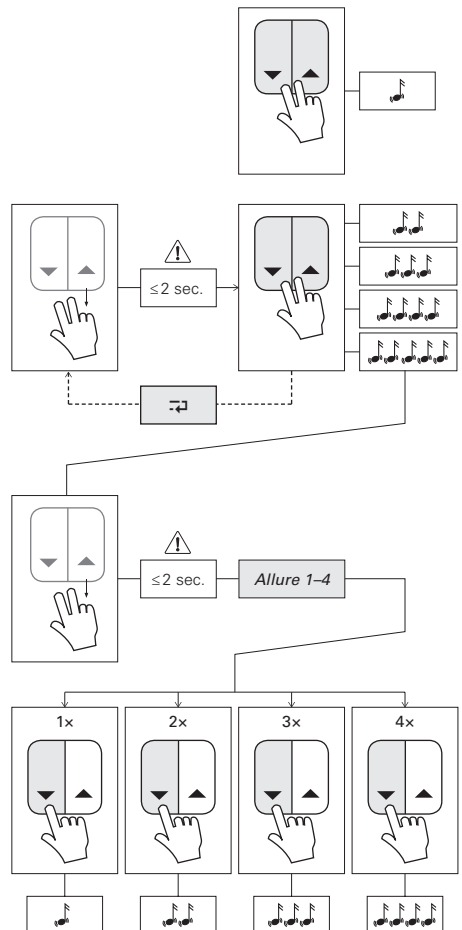 ≤2 sec.
≤2 sec.
Allure 1–4
1×
2×
3×
4×